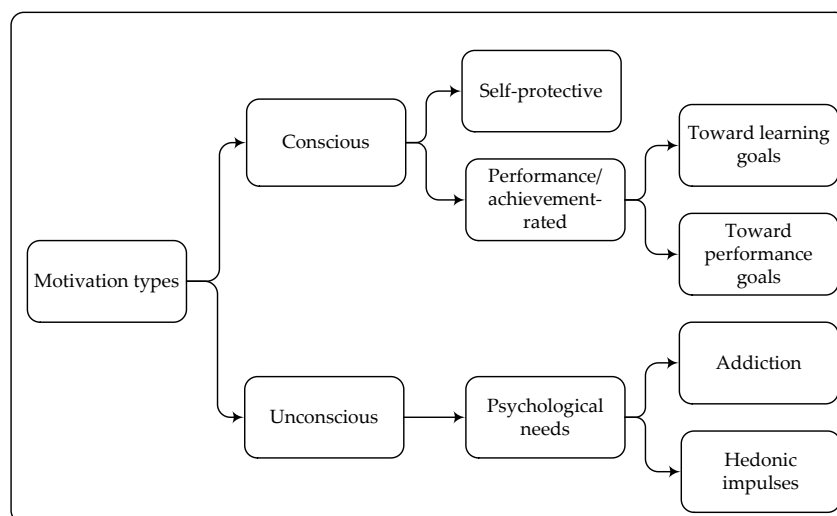 Self-protective
Toward learning
goals
Conscious
Performance/
achievement-
rated
Toward
performance
goals
Motivation types
Addiction
Unconscious
Psychological
needs
Hedonic
impulses